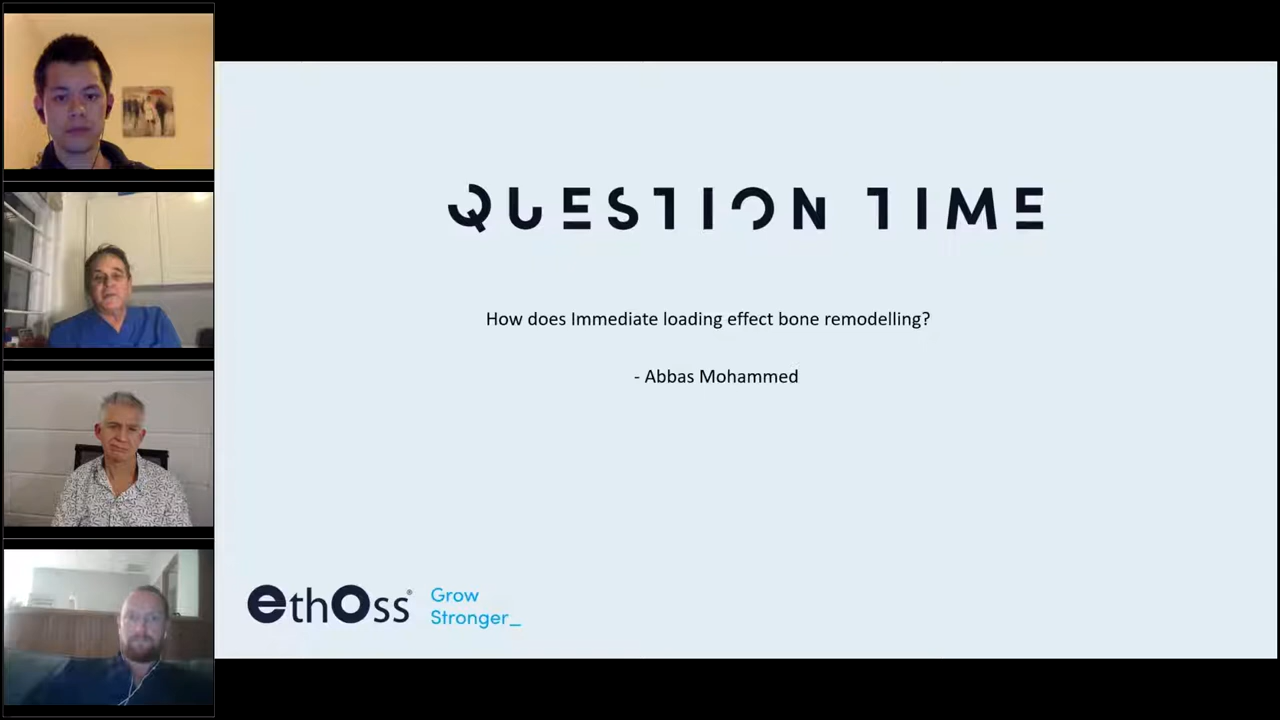 QUESTION TIME
How does Immediate loading effect bone remodelling?
- Abbas Mohammed
ethOss® Grow
Stronger_